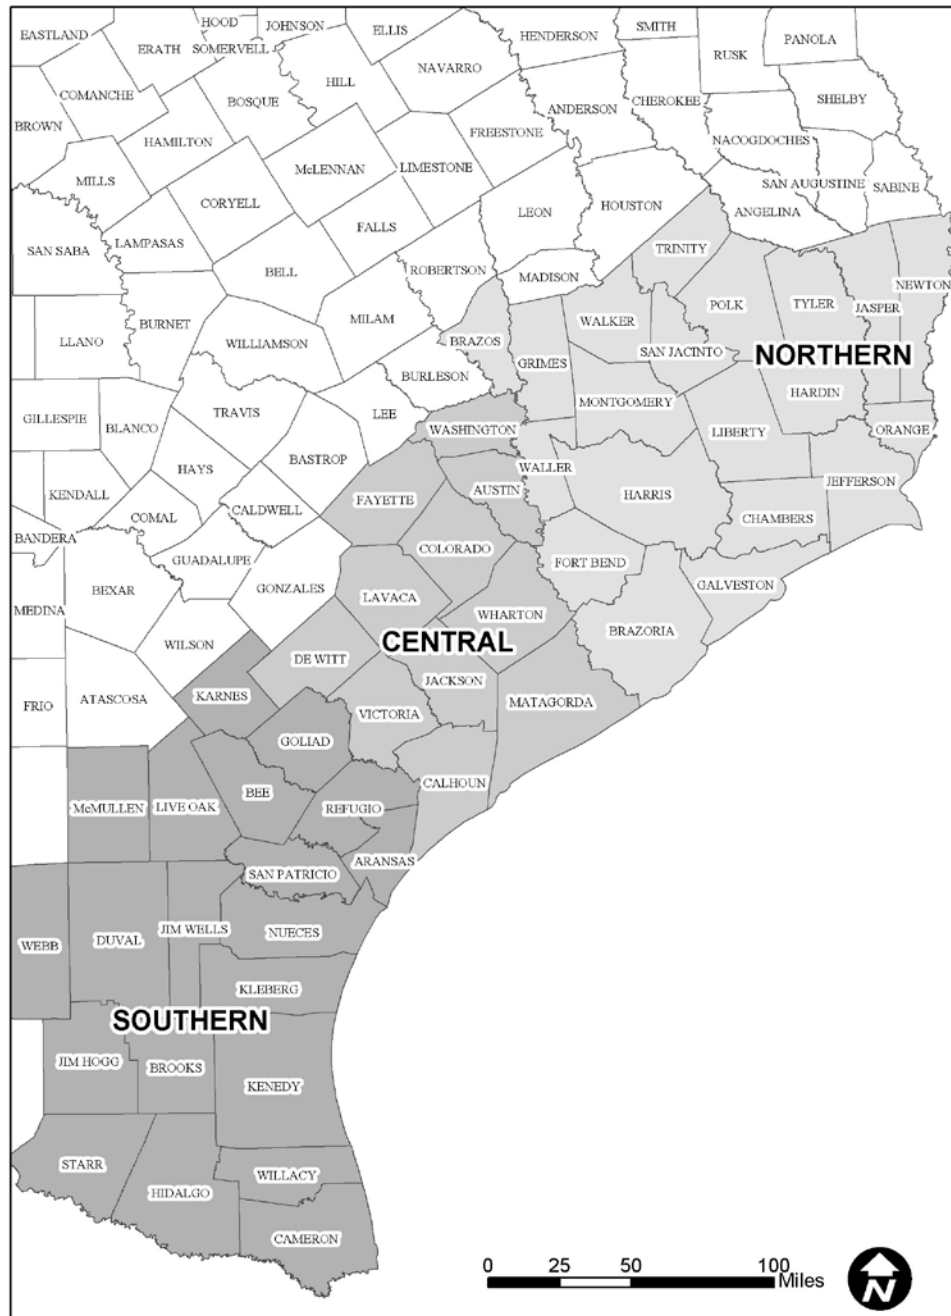 EASTLAND
ERATH
HOOD
SOMERVELL
JOHNSON
ELLIS
HENDERSON
SMITH
RUSK
PANOLA
COMANCHE
BOSQUE
HILL
NAVARRO
ANDERSON
CHEROKEE
SHELBY
BROWN
HAMILTON
McLENNAN
LIMESTONE
FREESTONE
NACOGDOCHES
MILLS
CORYELL
FALLS
LEON
HOUSTON
SAN AUGUSTINE
SABINE
ANGELINA
SAN SABA
LAMPASAS
BELL
ROBERTSON
MADISON
TRINITY
NEWTON
LLANO
BURNET
WILLIAMSON
MILAM
BRAZOS
WALKER
POLK
TYLER
JASPER
SAN JACINTO
NORTHERN
GRIMES
BURLESON
GILLESPIE
BLANCO
TRAVIS
LEE
WASHINGTON
MONTGOMERY
LIBERTY
HARDIN
ORANGE
HAYS
BASTROP
KENDALL
COMAL
CALDWELL
FAYETTE
AUSTIN
WALLER
HARRIS
JEFFERSON
CHAMBERS
BANDERA
GUADALUPE
COLORADO
FORT BEND
GALVESTON
BEXAR
GONZALES
LAVACA
WHARTON
BRAZORIA
MEDINA
WILSON
CENTRAL
DE WITT
JACKSON
MATAGORDA
FRIO
ATASCOSA
KARNES
VICTORIA
GOLIAD
CALHOUN
McMULLEN
LIVE OAK
BEE
REFUGIO
ARANSAS
SAN PATRICIO
WEBB
DUVAL
JIM WELLS
NUECES
KLEBERG
SOUTHERN
JIM HOGG
BROOKS
KENEDY
STARR
HIDALGO
WILLACY
CAMERON
0 25 50 100
Miles
N